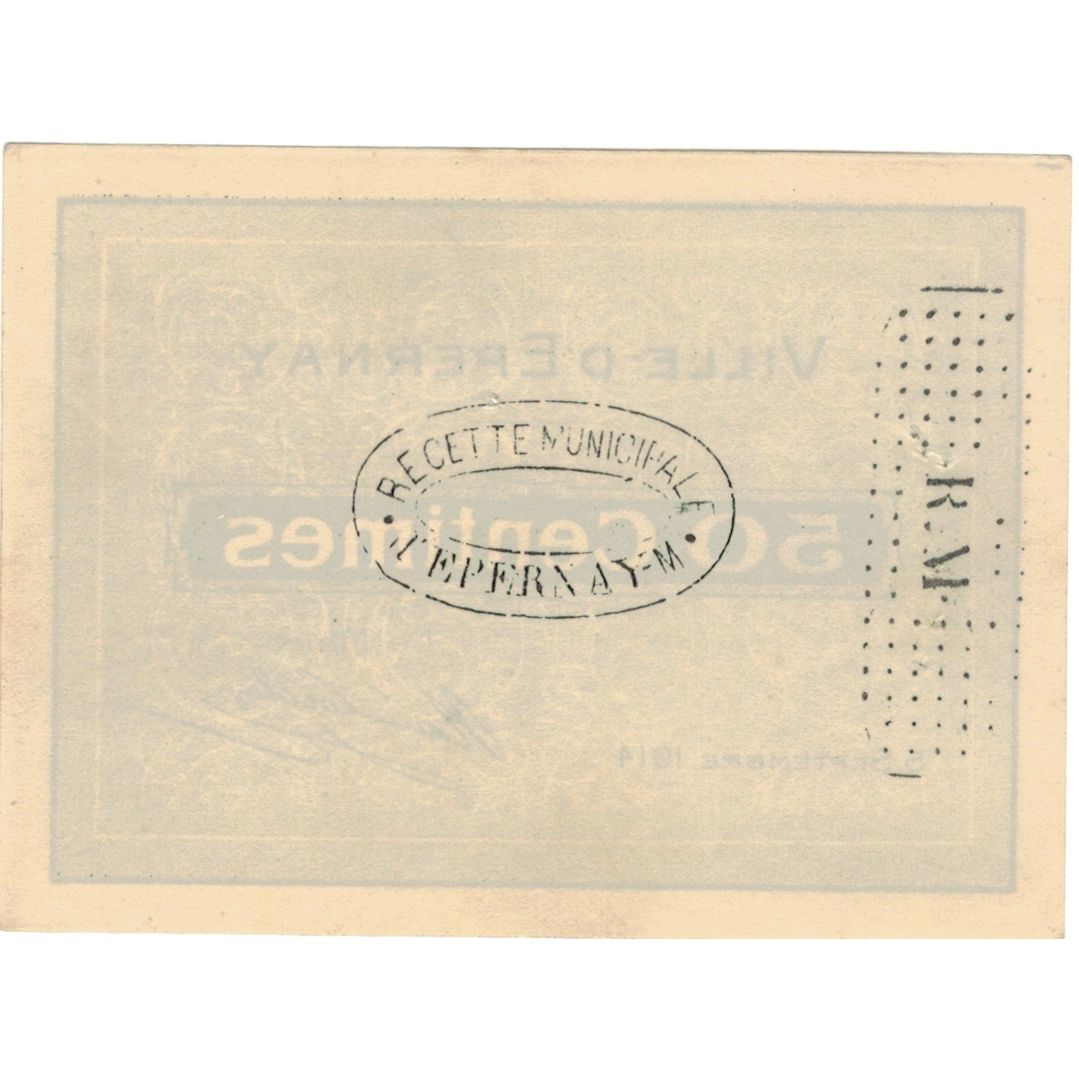 VILLE D'EPERNAY
RECETTE MUNICIPALE
50 Centimes
D'EPERNAY-M
R.M
SEPTEMBRE 1914